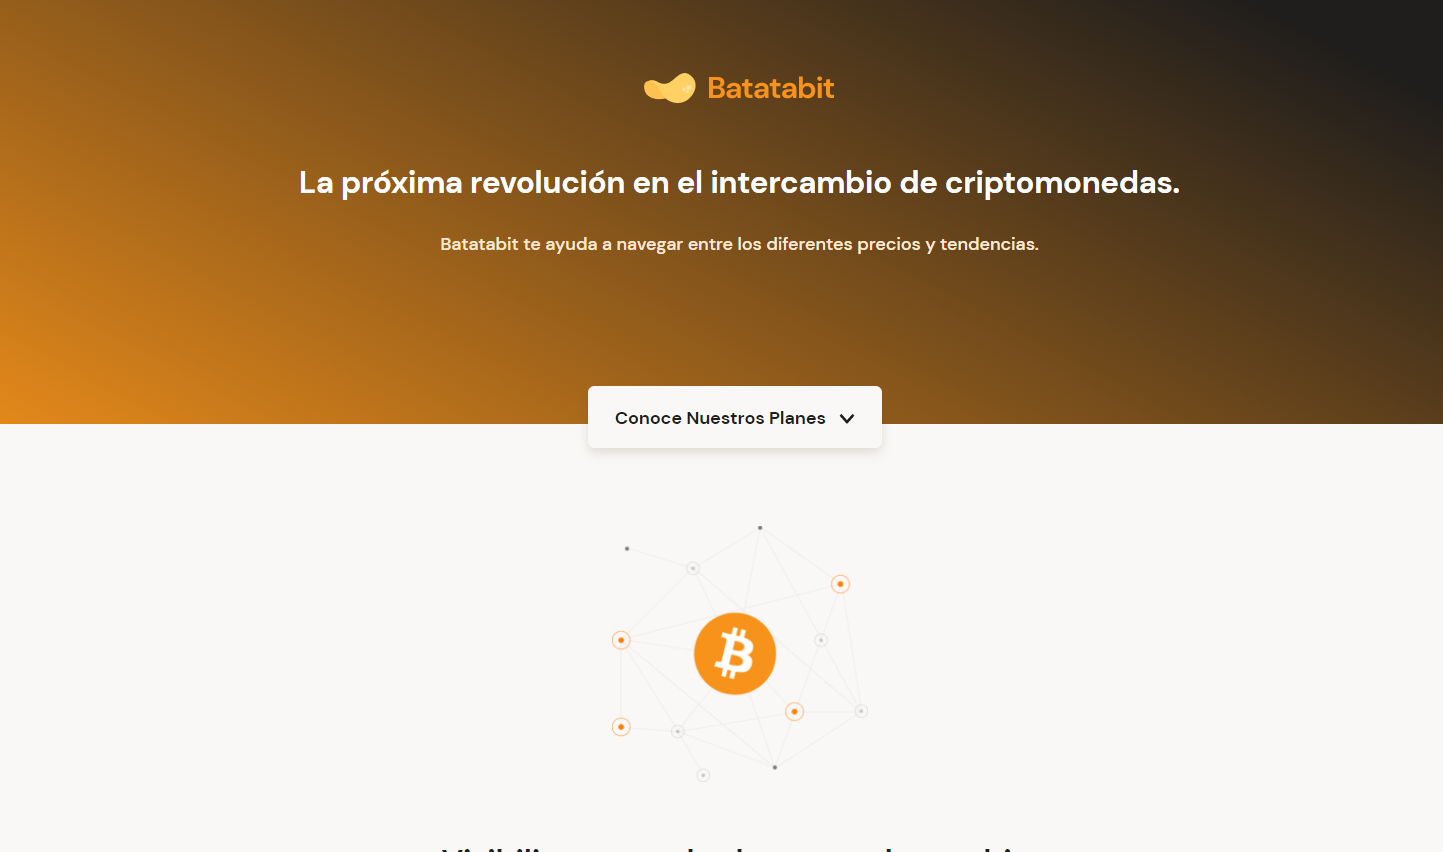 Batatabit
La próxima revolución en el intercambio de criptomonedas.
Batatabit te ayuda a navegar entre los diferentes precios y tendencias.
Conoce Nuestros Planes